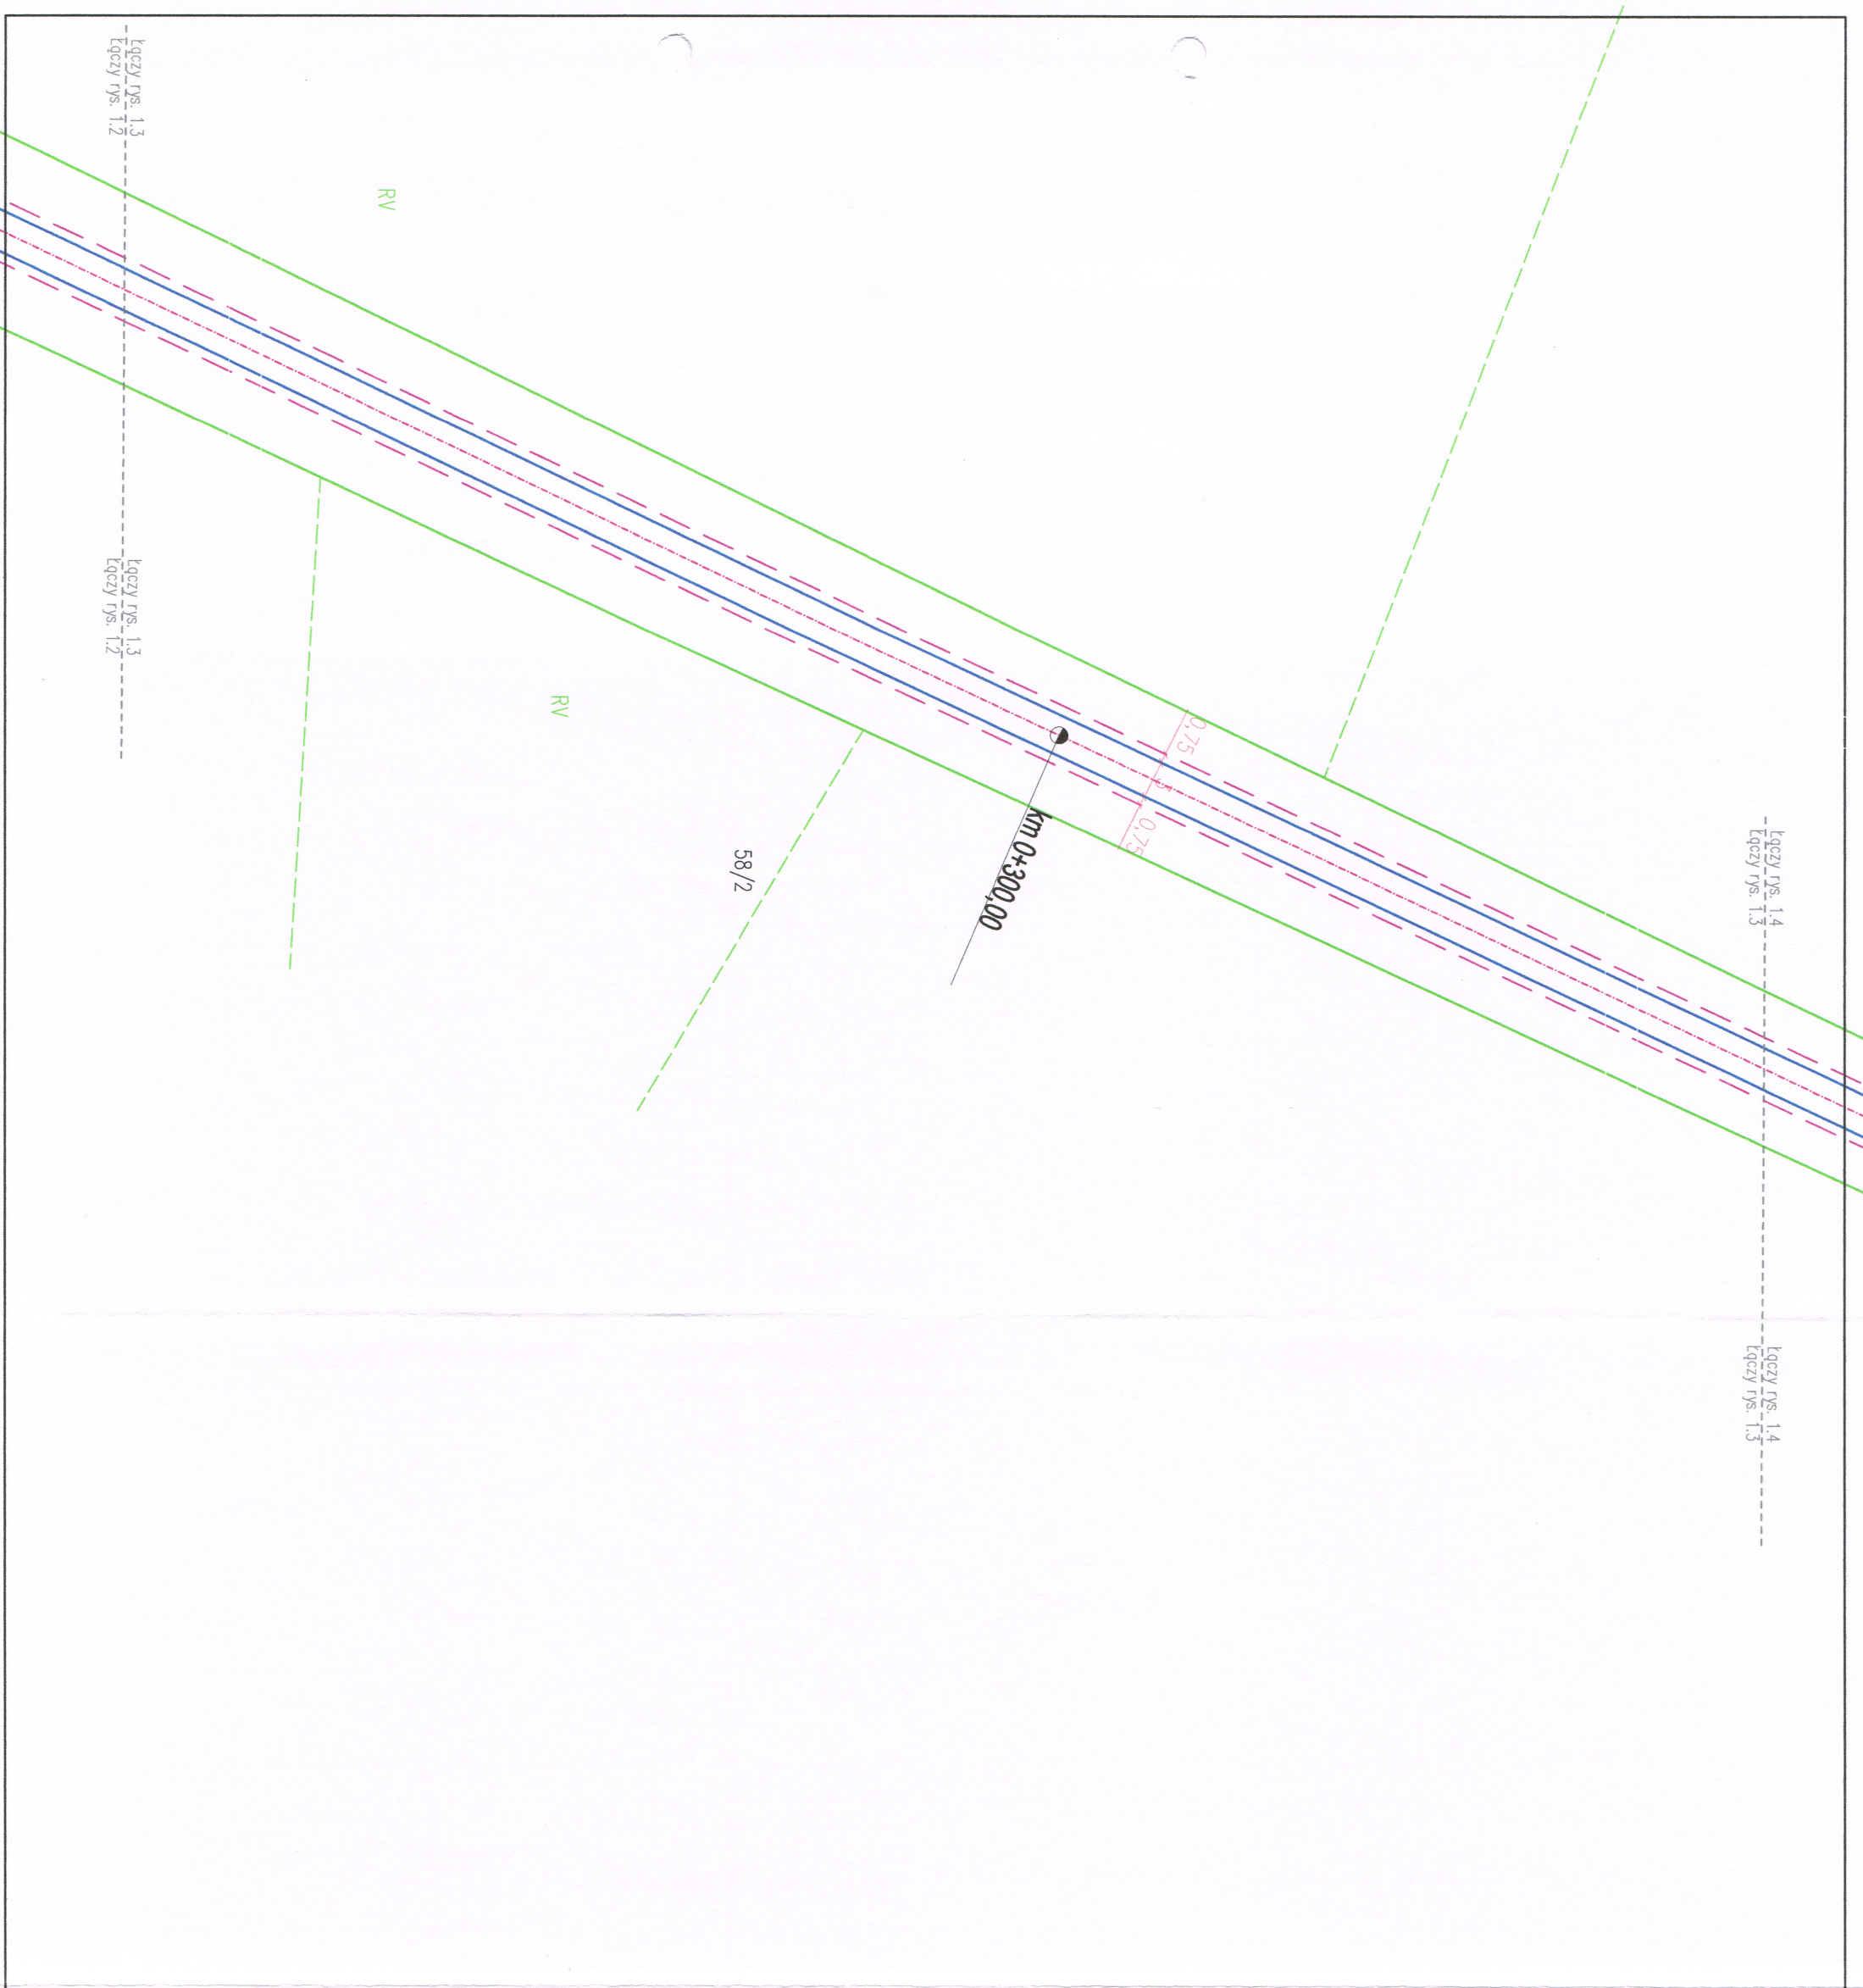 Łączy rys. 1.3
Łączy rys. 1.2
RV
Łączy rys. 1.3
Łączy rys. 1.2
RV
58/2
km 0+300,00
0,75
3
0,75
Łączy rys. 1.4
Łączy rys. 1.3
Łączy rys. 1.4
Łączy rys. 1.3